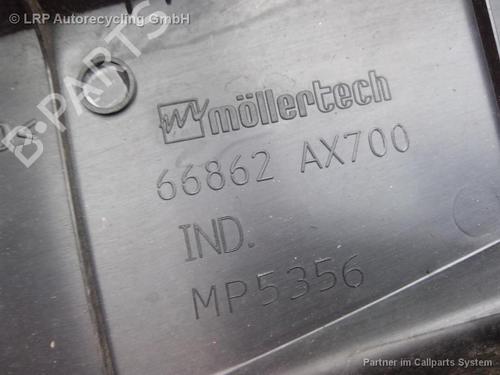 © LRP Autorecycling GmbH
B-PARTS
möllertech
66862 AX700
IND.
MP5356
Partner im Callparts System